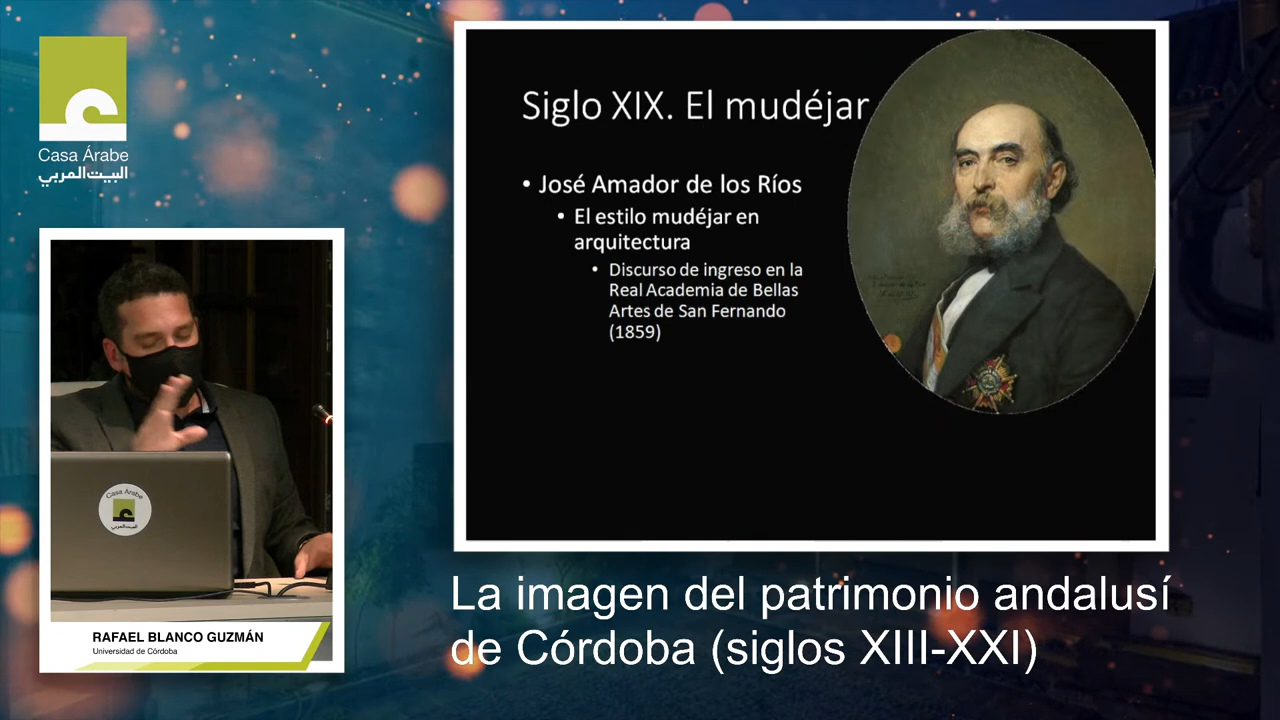 Casa Árabe
البيت العربي
Siglo XIX. El mudéjar
• José Amador de los Ríos
• El estilo mudéjar en
arquitectura
• Discurso de ingreso en la
Real Academia de Bellas
Artes de San Fernando
(1859)
Casa Árabe
البيت العربي
RAFAEL BLANCO GUZMÁN
Universidad de Córdoba
La imagen del patrimonio andalusí
de Córdoba (siglos XIII-XXI)